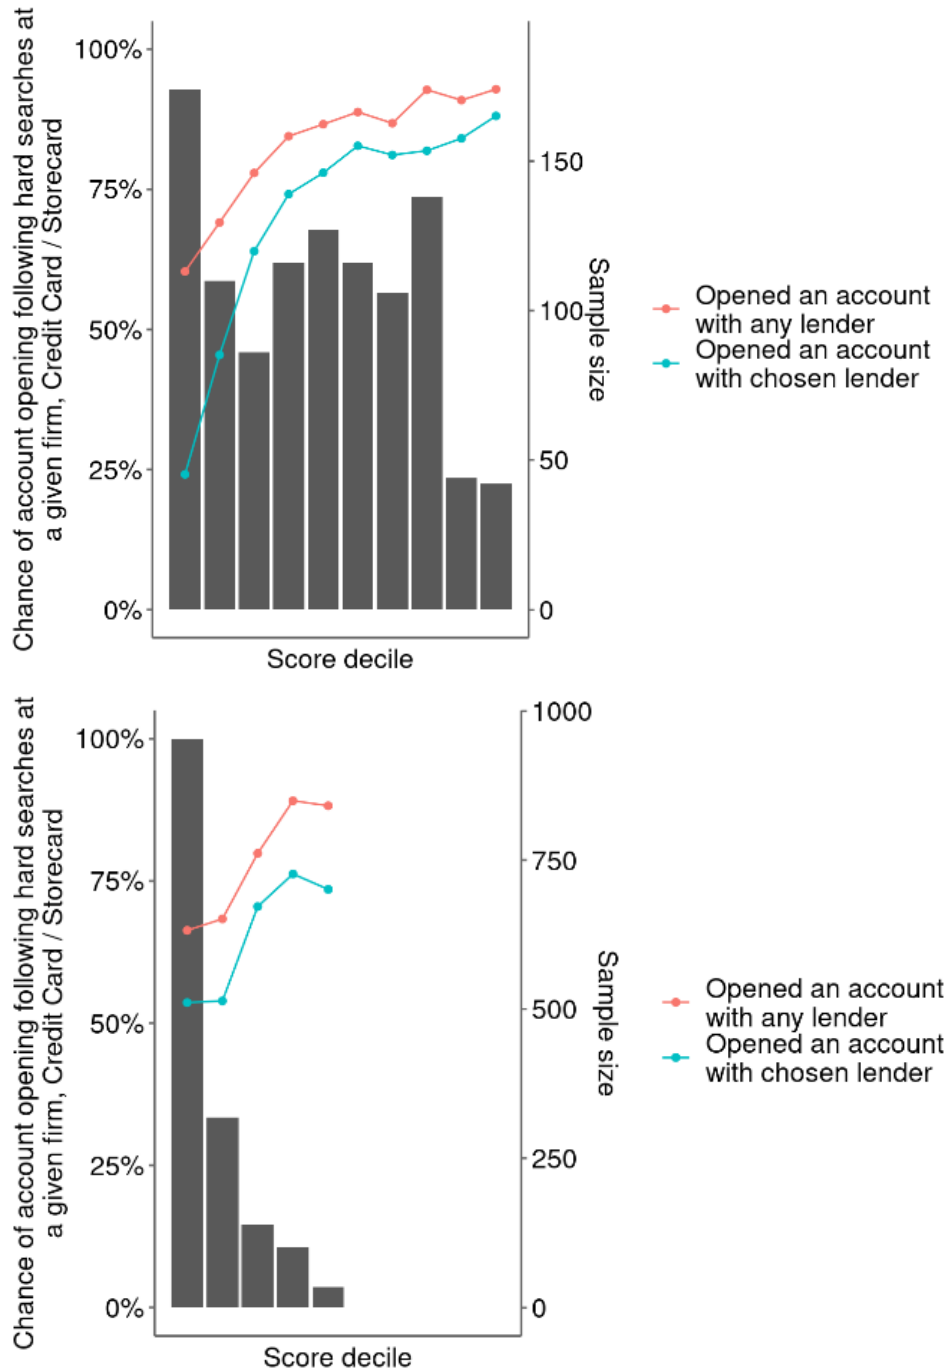 Chance of account opening following hard searches at
a given firm, Credit Card / Storecard
100%
75%
50%
25%
0%
150
100
50
0
Sample size
Score decile
Opened an account
with any lender
Opened an account
with chosen lender
Chance of account opening following hard searches at
a given firm, Credit Card / Storecard
100%
75%
50%
25%
0%
1000
750
500
250
0
Sample size
Score decile
Opened an account
with any lender
Opened an account
with chosen lender